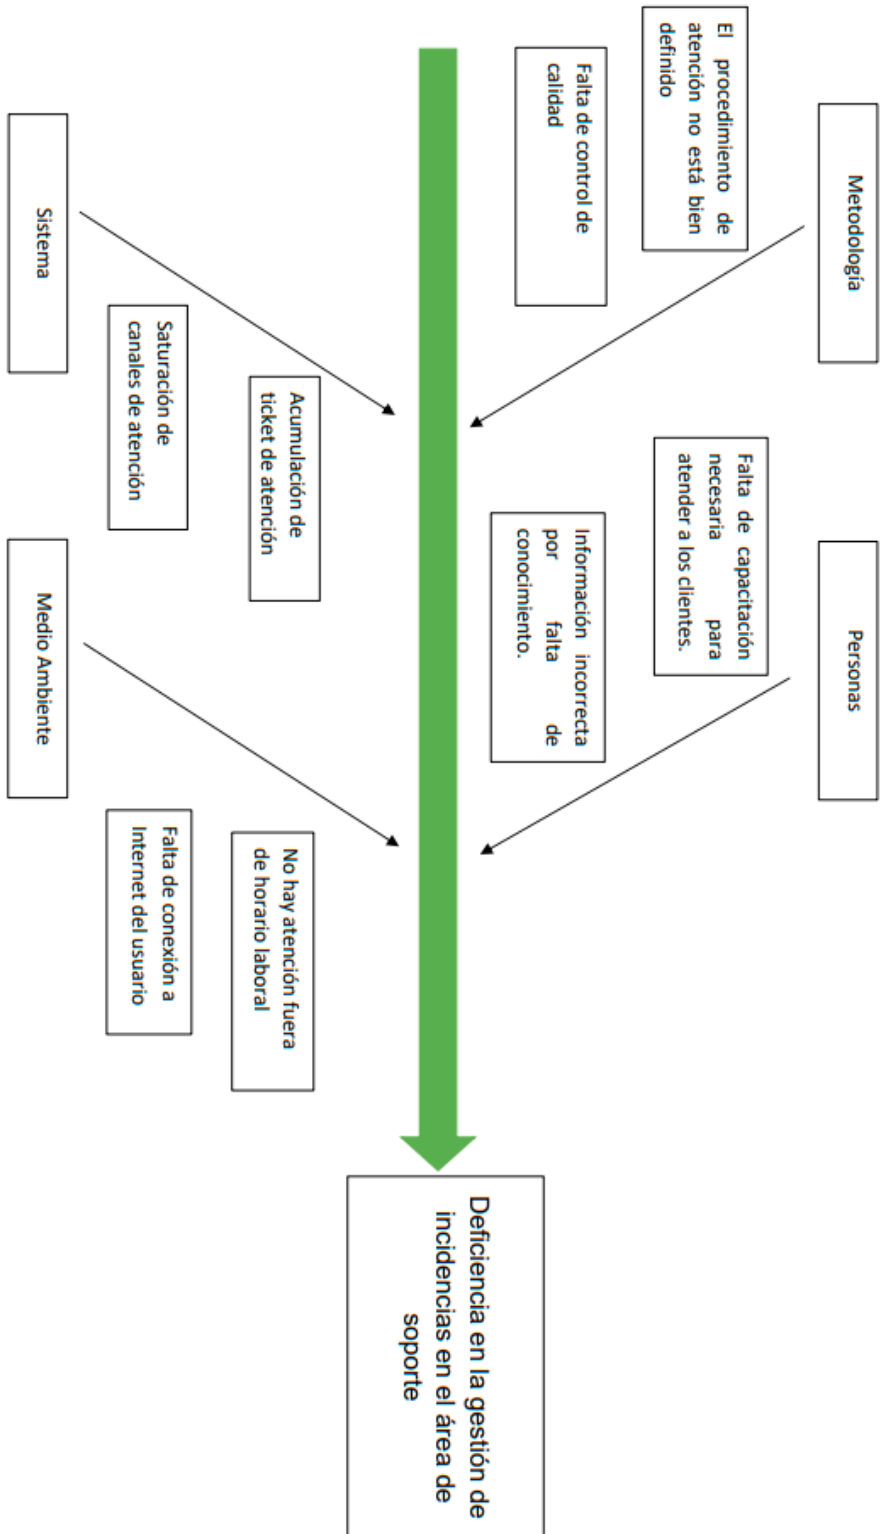 Metodología
Personas
El procedimiento de
atención no está bien
definido
Falta de capacitación
necesaria para
atender a los clientes.
Falta de control de
calidad
Información incorrecta
por falta de
conocimiento.
Deficiencia en la gestión de
incidencias en el área de
soporte
Acumulación de
ticket de atención
No hay atención fuera
de horario laboral
Saturación de
canales de atención
Falta de conexión a
Internet del usuario
Sistema
Medio Ambiente